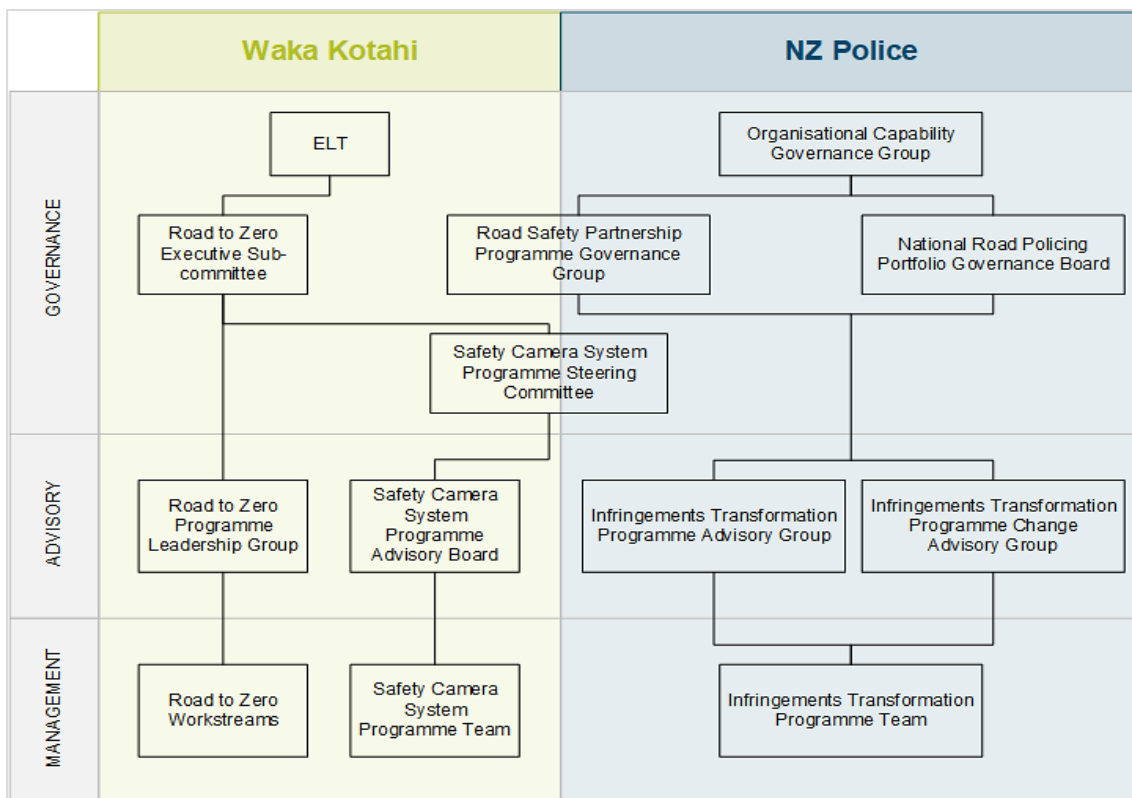 Waka Kotahi
NZ Police
GOVERNANCE
ELT
Organisational Capability
Governance Group
Road to Zero
Executive Sub-
committee
Road Safety Partnership
Programme Governance
Group
National Road Policing
Portfolio Governance Board
Safety Camera System
Programme Steering
Committee
ADVISORY
Road to Zero
Programme
Leadership Group
Safety Camera
System
Programme
Advisory Board
Infringements Transformation
Programme Advisory Group
Infringements Transformation
Programme Change
Advisory Group
MANAGEMENT
Road to Zero
Workstreams
Safety Camera
System
Programme Team
Infringements Transformation
Programme Team